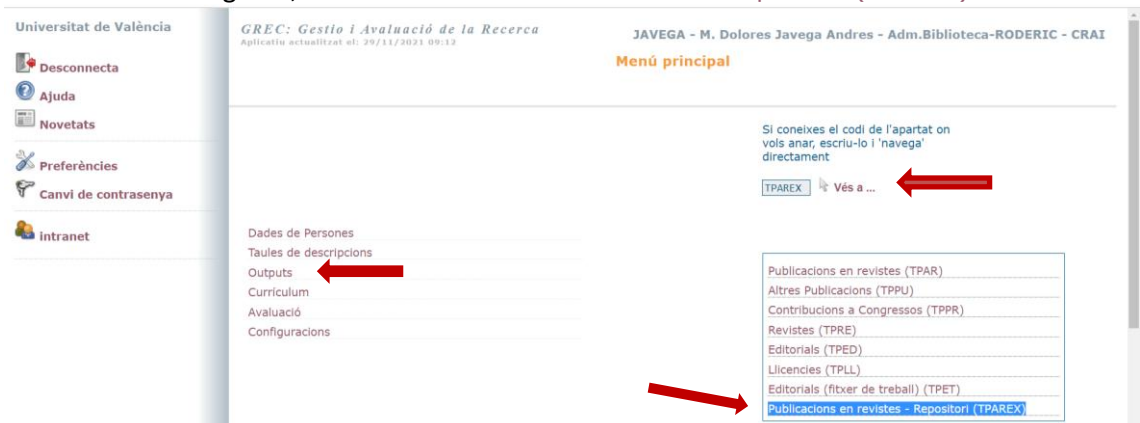 Universitat de València
GREC: Gestio i Avaluació de la Recerca
Aplicatiu actualitzat el: 29/11/2021 09:12
JAVEGA - M. Dolores Javega Andres - Adm.Biblioteca-RODERIC - CRAI
Menú principal
Desconnecta
Ajuda
Novetats
Preferències
Canvi de contrasenya
intranet
Si coneixes el codi de l'apartat on
vols anar, escriu-lo i 'navega'
directament
TPAREX Vés a ...
Dades de Persones
Taules de descripcions
Outputs
Currículum
Avaluació
Configuracions
Publicacions en revistes (TPAR)
Altres Publicacions (TPPU)
Contribucions a Congressos (TPPR)
Revistes (TPRE)
Editorials (TPED)
Llicencies (TPLL)
Editorials (fitxer de treball) (TPET)
Publicacions en revistes - Repositori (TPAREX)